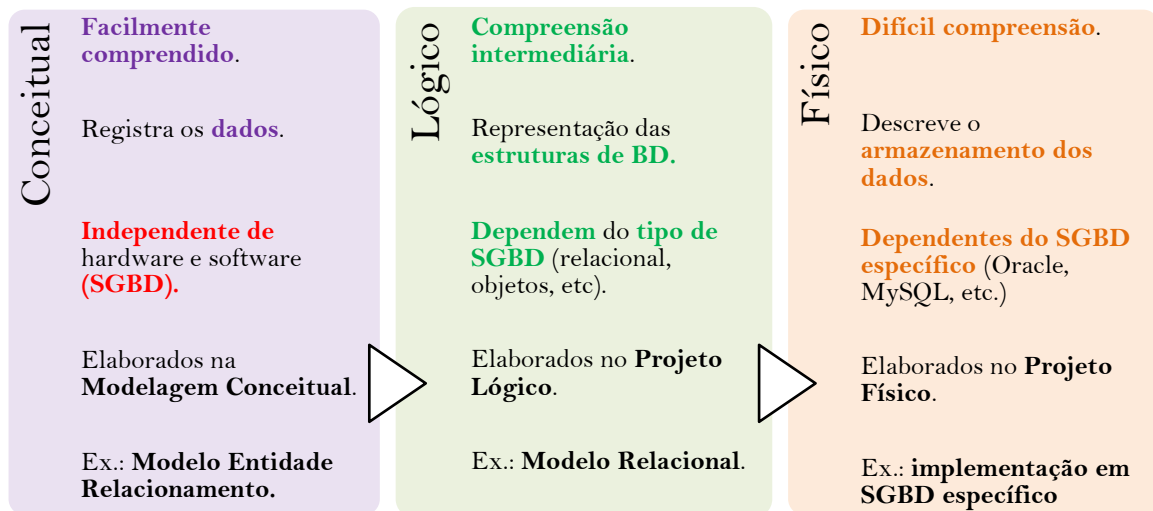 Conceitual
Facilmente
comprendido.
Registra os dados.
Independente de
hardware e software
(SGBD).
Elaborados na
Modelagem Conceitual.
Ex.: Modelo Entidade
Relacionamento.
Lógico
Compreensão
intermediária.
Representação das
estruturas de BD.
Dependem do tipo de
SGBD (relacional,
objetos, etc).
Elaborados no Projeto
Lógico.
Ex.: Modelo Relacional.
Físico
Difícil compreensão.
Descreve o
armazenamento dos
dados.
Dependentes do SGBD
específico (Oracle,
MySQL, etc.)
Elaborados no Projeto
Físico.
Ex.: implementação em
SGBD específico